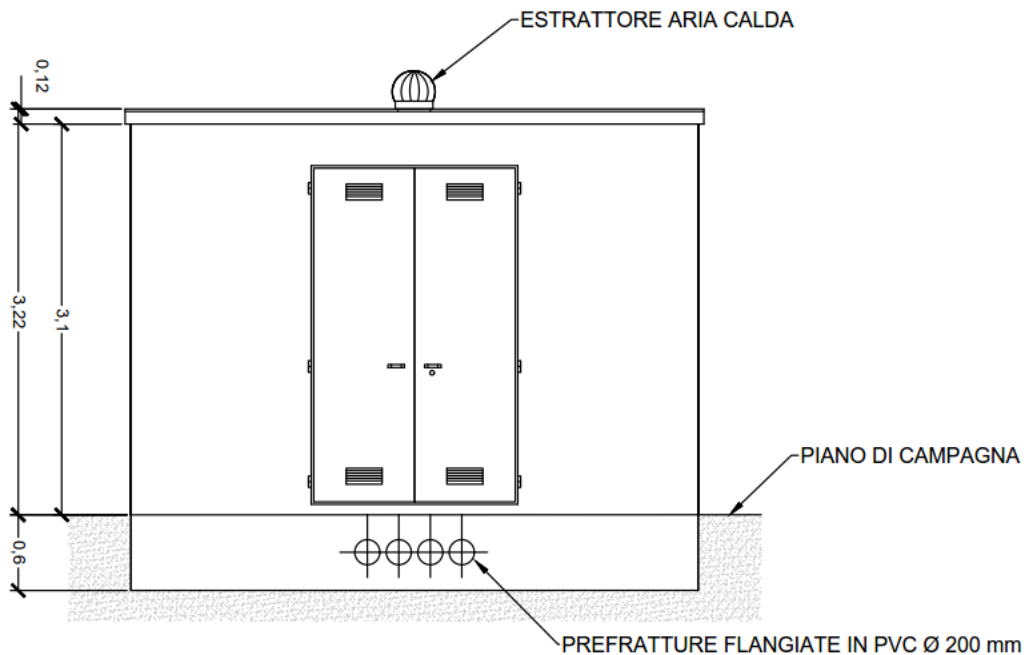 ESTRATTORE ARIA CALDA
0,12
3,22
3,1
PIANO DI CAMPAGNA
0,6
PREFRATTURE FLANGIATE IN PVC Ø 200 mm